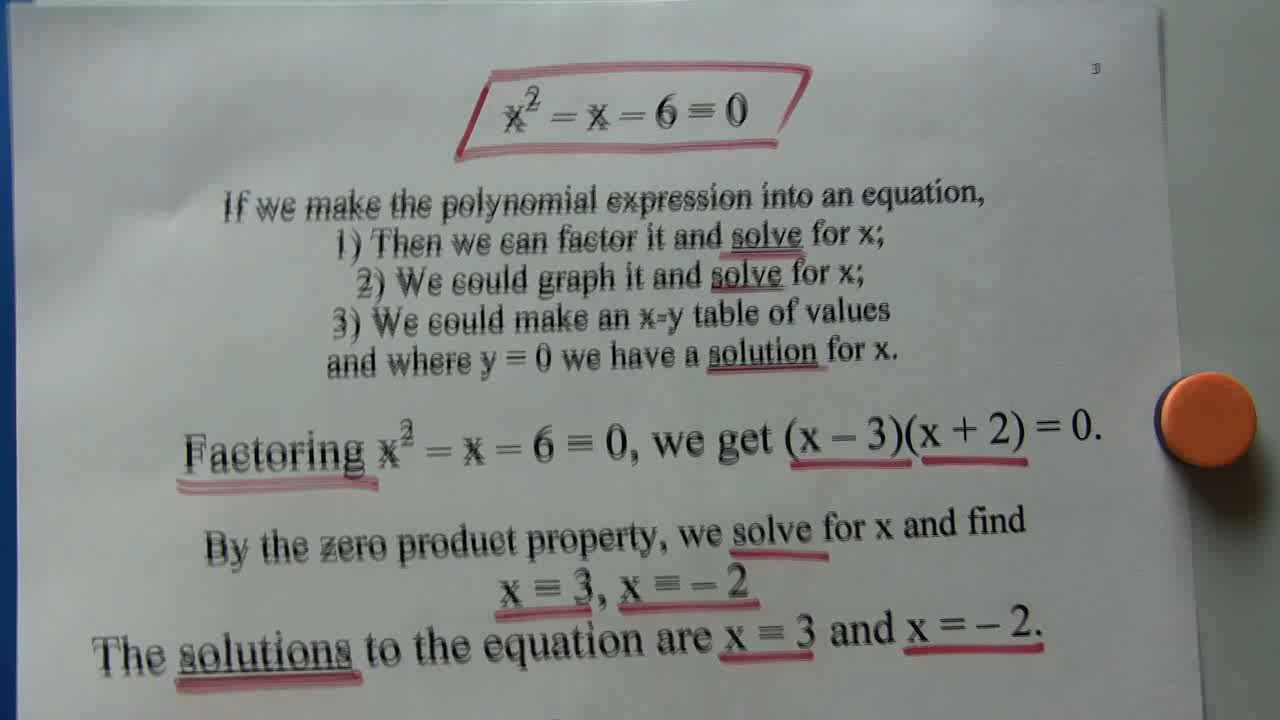 3
x² – x – 6 = 0
If we make the polynomial expression into an equation,
1) Then we can factor it and solve for x;
2) We could graph it and solve for x;
3) We could make an x-y table of values
and where y = 0 we have a solution for x.
Factoring x² – x – 6 = 0, we get (x – 3)(x + 2) = 0.
By the zero product property, we solve for x and find
x = 3, x = – 2
The solutions to the equation are x = 3 and x = – 2.